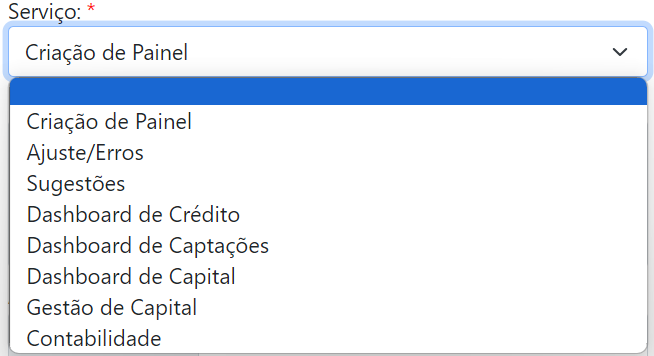 Serviço: *
Criação de Painel
Criação de Painel
Ajuste/Erros
Sugestões
Dashboard de Crédito
Dashboard de Captações
Dashboard de Capital
Gestão de Capital
Contabilidade